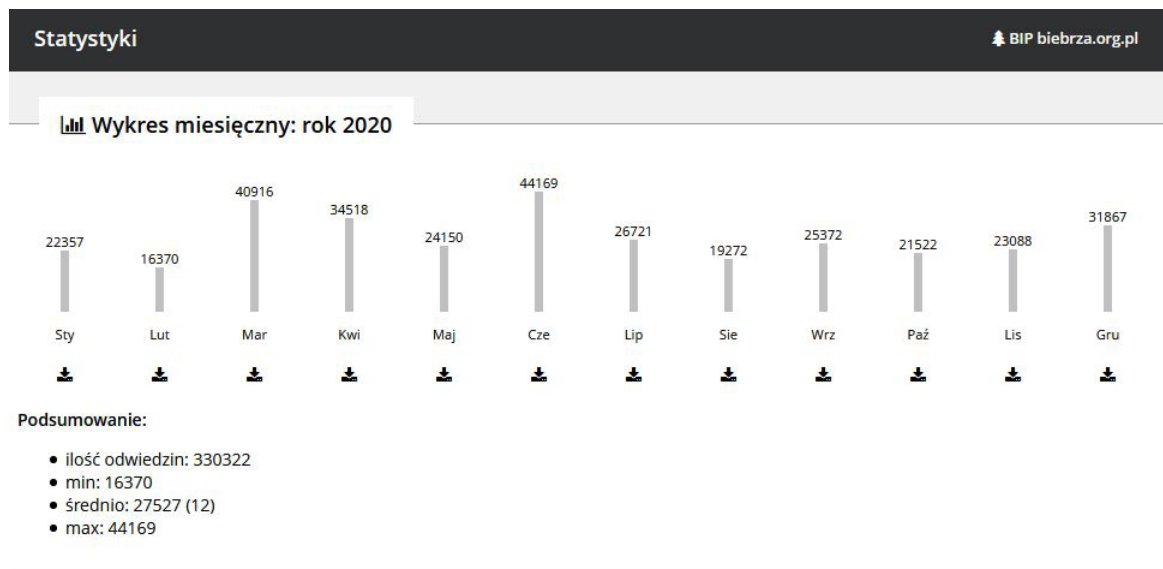 Statystyki BIP biebrza.org.pl
Wykres miesięczny: rok 2020
22357 16370 40916 34518 24150 44169 26721 19272 25372 21522 23088 31867
Sty Lut Mar Kwi Maj Cze Lip Sie Wrz Paź Lis Gru
Podsumowanie:
ilość odwiedzin: 330322
min: 16370
średnio: 27527 (12)
max: 44169